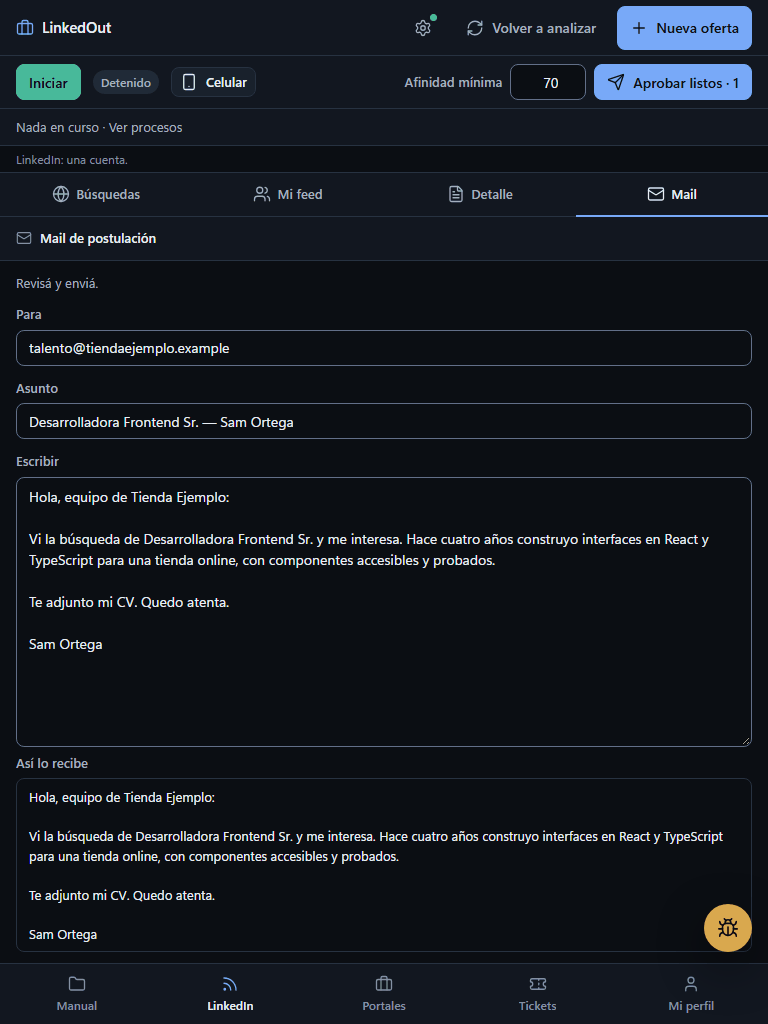 LinkedOut
Volver a analizar
Nueva oferta
Iniciar
Detenido
Celular
Afinidad mínima
70
Aprobar listos · 1
Nada en curso · Ver procesos
LinkedIn: una cuenta.
Búsquedas
Mi feed
Detalle
Mail
Mail de postulación
Revisá y enviá.
Para
talento@tiendaejemplo.example
Asunto
Desarrolladora Frontend Sr. — Sam Ortega
Escribir
Hola, equipo de Tienda Ejemplo:
Vi la búsqueda de Desarrolladora Frontend Sr. y me interesa. Hace cuatro años construyo interfaces en React y
TypeScript para una tienda online, con componentes accesibles y probados.
Te adjunto mi CV. Quedo atenta.
Sam Ortega
Así lo recibe
Hola, equipo de Tienda Ejemplo:
Vi la búsqueda de Desarrolladora Frontend Sr. y me interesa. Hace cuatro años construyo interfaces en React y TypeScript
para una tienda online, con componentes accesibles y probados.
Te adjunto mi CV. Quedo atenta.
Sam Ortega
Manual
LinkedIn
Portales
Tickets
Mi perfil